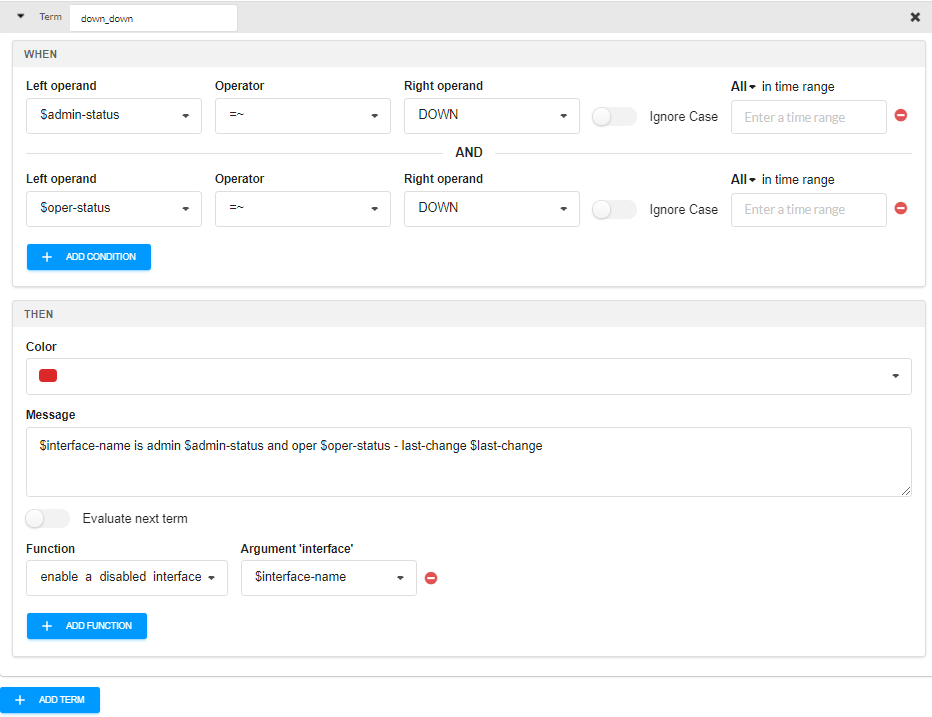 Term down_down
WHEN
Left operand Operator Right operand All in time range
$admin-status =~ DOWN Ignore Case Enter a time range
AND
Left operand Operator Right operand All in time range
$oper-status =~ DOWN Ignore Case Enter a time range
ADD CONDITION
THEN
Color
Message
$interface-name is admin $admin-status and oper $oper-status - last-change $last-change
Evaluate next term
Function Argument 'interface'
enable a disabled interface $interface-name
ADD FUNCTION
ADD TERM